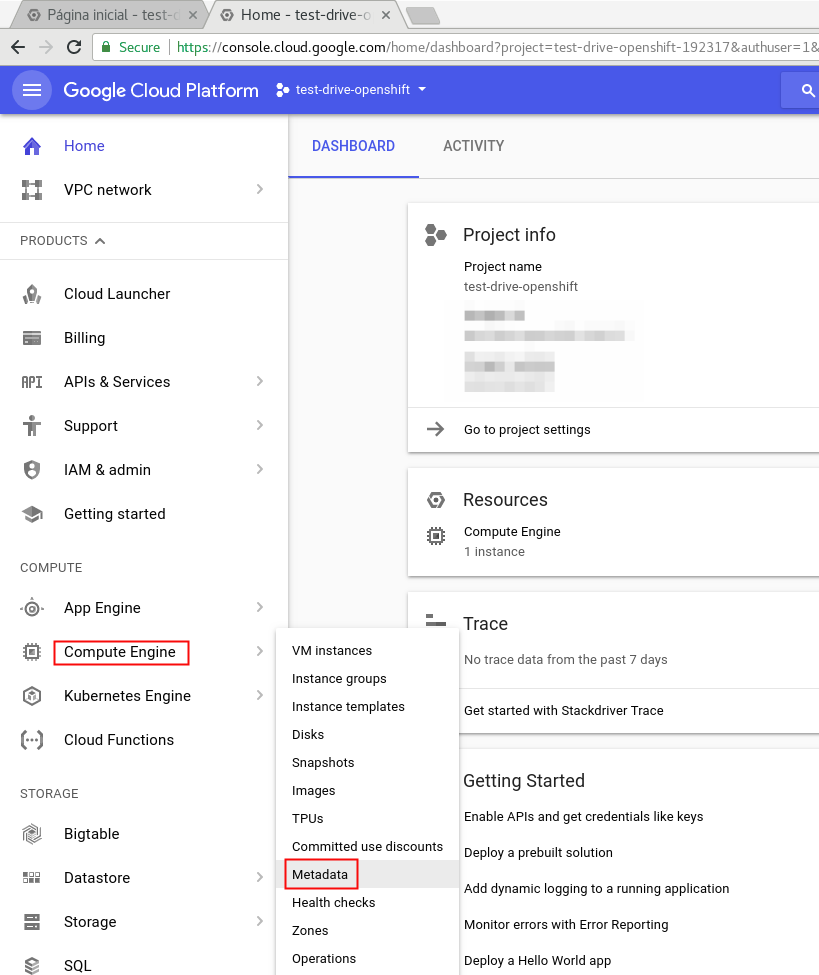 Página inicial - test-d
Home - test-drive-o
Secure
https://console.cloud.google.com/home/dashboard?project=test-drive-openshift-192317&authuser=1&
Google Cloud Platform
test-drive-openshift
Home
VPC network
PRODUCTS
Cloud Launcher
Billing
API
APIs & Services
Support
IAM & admin
Getting started
COMPUTE
App Engine
Compute Engine
Kubernetes Engine
Cloud Functions
STORAGE
Bigtable
Datastore
Storage
SQL
VM instances
Instance groups
Instance templates
Disks
Snapshots
Images
TPUs
Committed use discounts
Metadata
Health checks
Zones
Operations
DASHBOARD
ACTIVITY
Project info
Project name
test-drive-openshift
Go to project settings
Resources
Compute Engine
1 instance
Trace
No trace data from the past 7 days
Get started with Stackdriver Trace
Getting Started
Enable APIs and get credentials like keys
Deploy a prebuilt solution
Add dynamic logging to a running application
Monitor errors with Error Reporting
Deploy a Hello World app